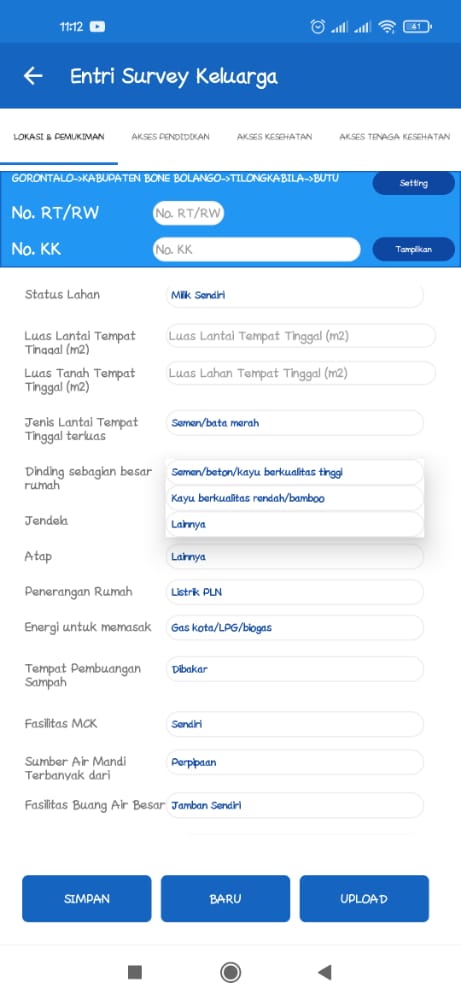 11:12
41
Entri Survey Keluarga
LOKASI & PEMUKIMAN AKSES PENDIDIKAN AKSES KESEHATAN AKSES TENAGA KESEHATAN
GORONTALO->KABUPATEN BONE BOLANGO->TILONGKABILA->BUTU
Setting
No. RT/RW No. RT/RW
No. KK No. KK Tampilkan
Status Lahan Milik Sendiri
Luas Lantai Tempat Tinggal (m2) Luas Lantai Tempat Tinggal (m2)
Luas Tanah Tempat Luas Lahan Tempat Tinggal (m2)
Tinggal (m2)
Jenis Lantai Tempat Semen/bata merah
Tinggal terluas
Dinding sebagian besar Semen/beton/kayu berkualitas tinggi
rumah
Kayu berkualitas rendah/bamboo
Jendela Lainnya
Atap Lainnya
Penerangan Rumah Listrik PLN
Energi untuk memasak Gas kota/LPG/biogas
Tempat Pembuangan Dibakar
Sampah
Fasilitas MCK Sendiri
Sumber Air Mandi Perpipaan
Terbanyak dari
Fasilitas Buang Air Besar Jamban Sendiri
SIMPAN BARU UPLOAD